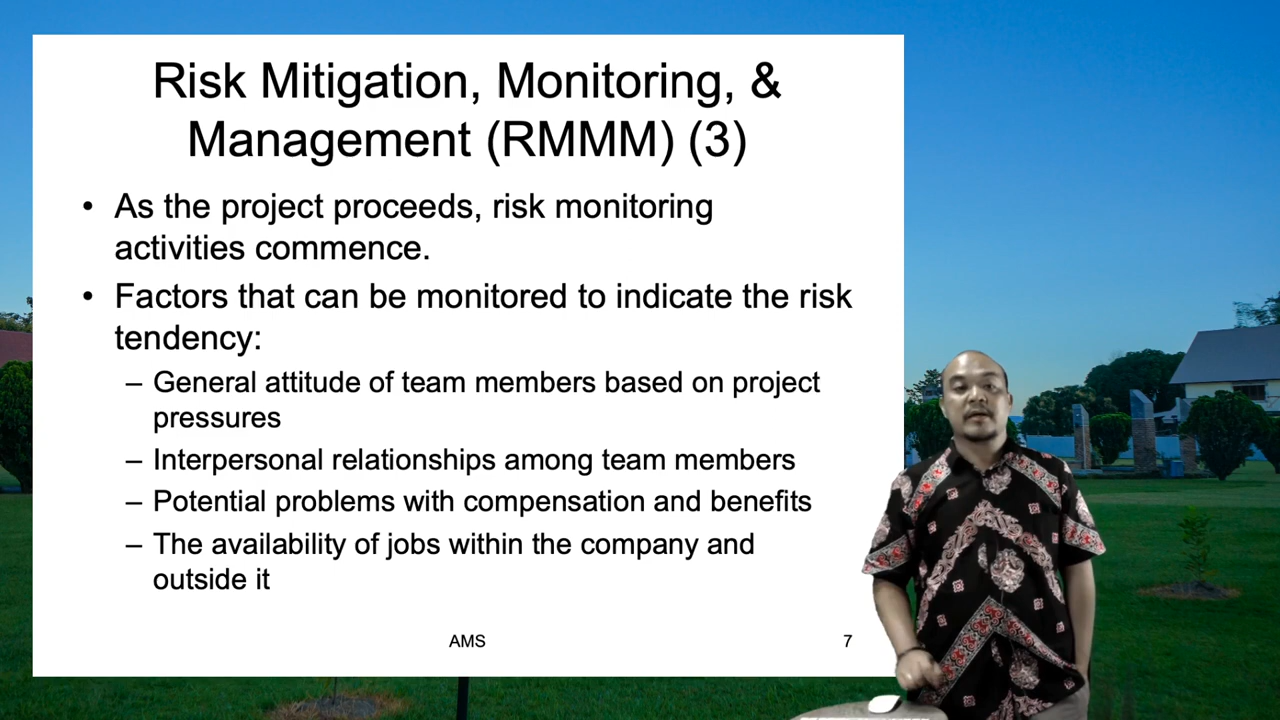 Risk Mitigation, Monitoring, &
Management (RMMM) (3)
• As the project proceeds, risk monitoring
activities commence.
• Factors that can be monitored to indicate the risk
tendency:
– General attitude of team members based on project
pressures
– Interpersonal relationships among team members
– Potential problems with compensation and benefits
– The availability of jobs within the company and
outside it
AMS
7